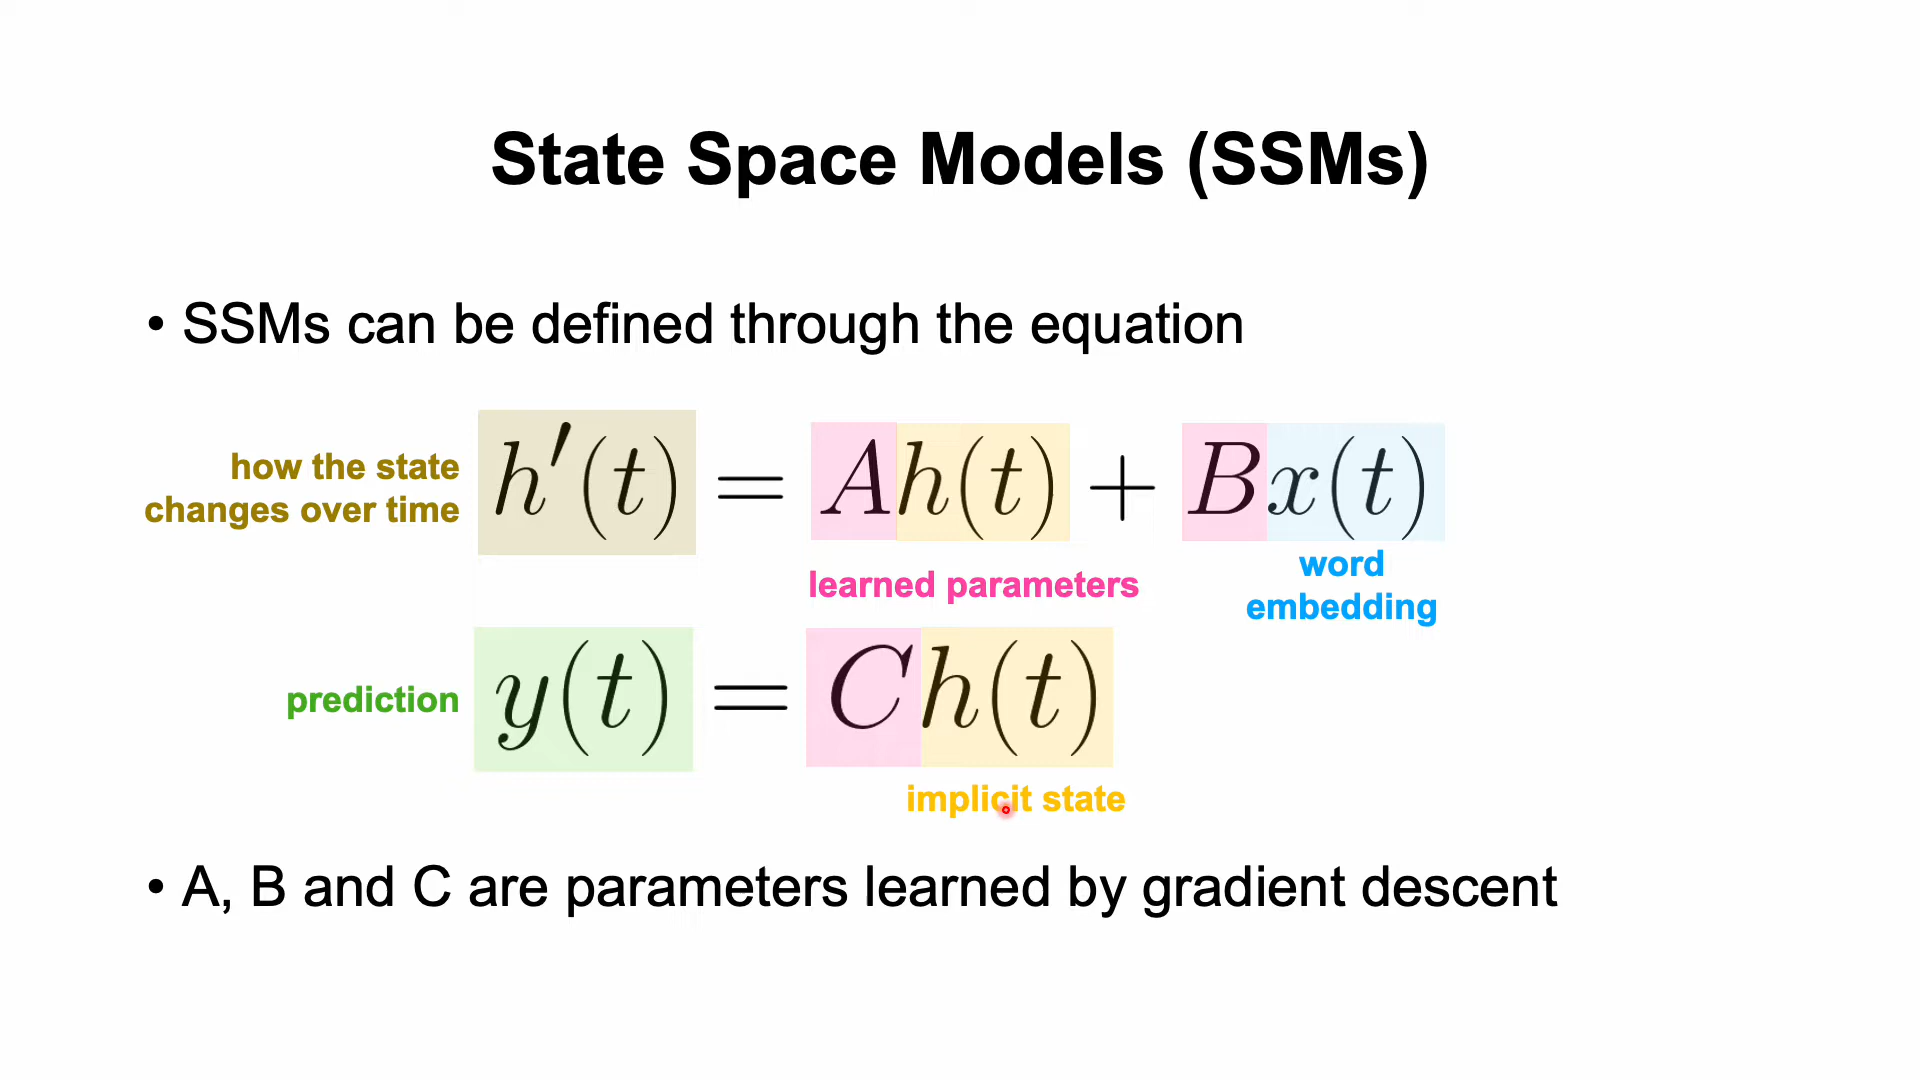 State Space Models (SSMs)
• SSMs can be defined through the equation
how the state
changes over time
h′(t) = Ah(t) + Bx(t)
learned parameters
word
embedding
prediction
y(t) = Ch(t)
implicit state
• A, B and C are parameters learned by gradient descent